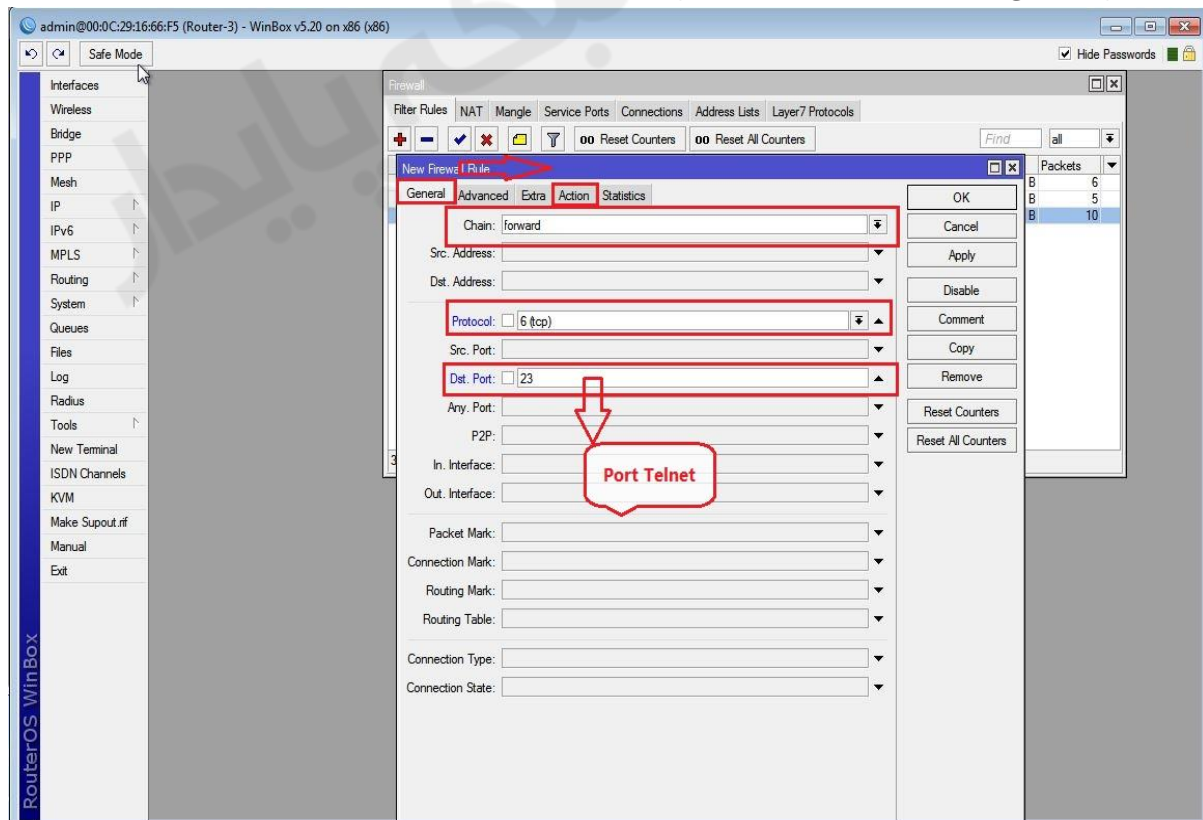 admin@00:0C:29:16:66:F5 (Router-3) - WinBox v5.20 on x86 (x86)
Safe Mode
Hide Passwords
Interfaces
Wireless
Bridge
PPP
Mesh
IP
IPv6
MPLS
Routing
System
Queues
Files
Log
Radius
Tools
New Terminal
ISDN Channels
KVM
Make Supout.rif
Manual
Exit
RouterOS WinBox
Firewall
Filter Rules NAT Mangle Service Ports Connections Address Lists Layer7 Protocols
00 Reset Counters 00 Reset All Counters Find all
Packets
B 6
B 5
B 10
New Firewall Rule
General Advanced Extra Action Statistics
Chain: forward
Src. Address:
Dst. Address:
Protocol: 6 (tcp)
Src. Port:
Dst. Port: 23
Any. Port:
P2P:
In. Interface:
Out. Interface:
Port Telnet
Packet Mark:
Connection Mark:
Routing Mark:
Routing Table:
Connection Type:
Connection State:
OK
Cancel
Apply
Disable
Comment
Copy
Remove
Reset Counters
Reset All Counters
3
پایدار